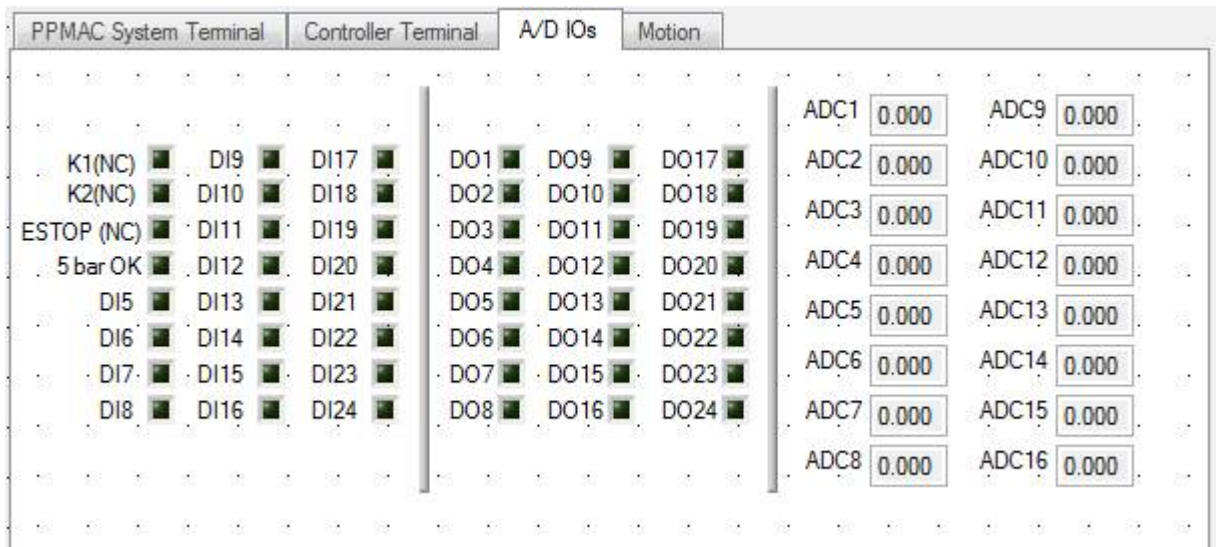 PPMAC System Terminal Controller Terminal A/D IOs Motion
ADC1 0.000 ADC9 0.000
K1(NC) DI9 DI17 DO1 DO9 DO17 ADC2 0.000 ADC10 0.000
K2(NC) DI10 DI18 DO2 DO10 DO18
ESTOP (NC) DI11 DI19 DO3 DO11 DO19 ADC3 0.000 ADC11 0.000
5 bar OK DI12 DI20 DO4 DO12 DO20 ADC4 0.000 ADC12 0.000
DI5 DI13 DI21 DO5 DO13 DO21 ADC5 0.000 ADC13 0.000
DI6 DI14 DI22 DO6 DO14 DO22
DI7 DI15 DI23 DO7 DO15 DO23 ADC6 0.000 ADC14 0.000
DI8 DI16 DI24 DO8 DO16 DO24 ADC7 0.000 ADC15 0.000
ADC8 0.000 ADC16 0.000